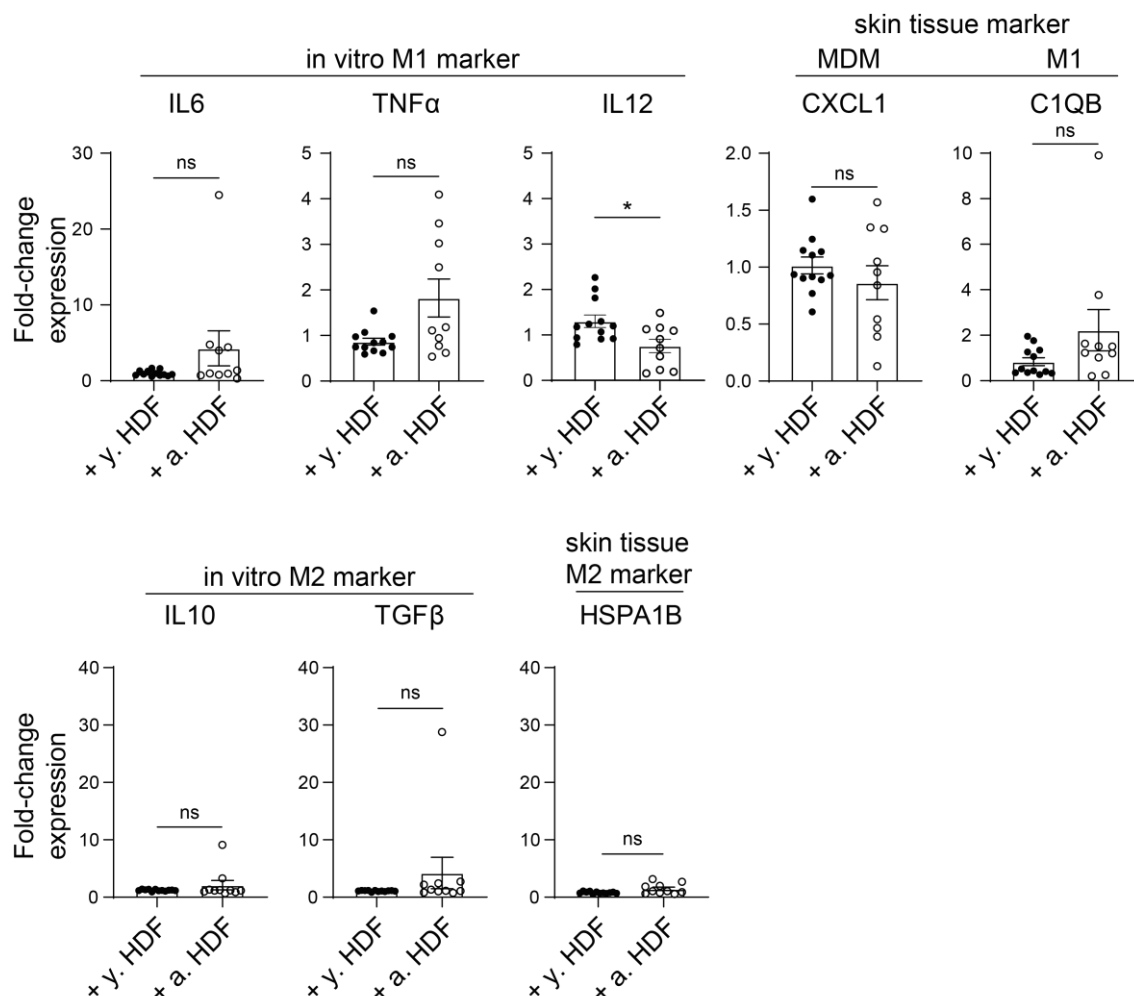 skin tissue marker
in vitro M1 marker MDM M1
IL6 TNFα IL12 CXCL1 C1QB
Fold-change
expression
30
20
10
0
ns
+ y. HDF
+ a. HDF
5
4
3
2
1
0
ns
+ y. HDF
+ a. HDF
5
4
3
2
1
0
*
+ y. HDF
+ a. HDF
2.0
1.5
1.0
0.5
0.0
ns
+ y. HDF
+ a. HDF
10
8
6
4
2
0
ns
+ y. HDF
+ a. HDF
in vitro M2 marker
skin tissue
M2 marker
IL10 TGFβ HSPA1B
Fold-change
expression
40
30
20
10
0
ns
+ y. HDF
+ a. HDF
40
30
20
10
0
ns
+ y. HDF
+ a. HDF
40
30
20
10
0
ns
+ y. HDF
+ a. HDF